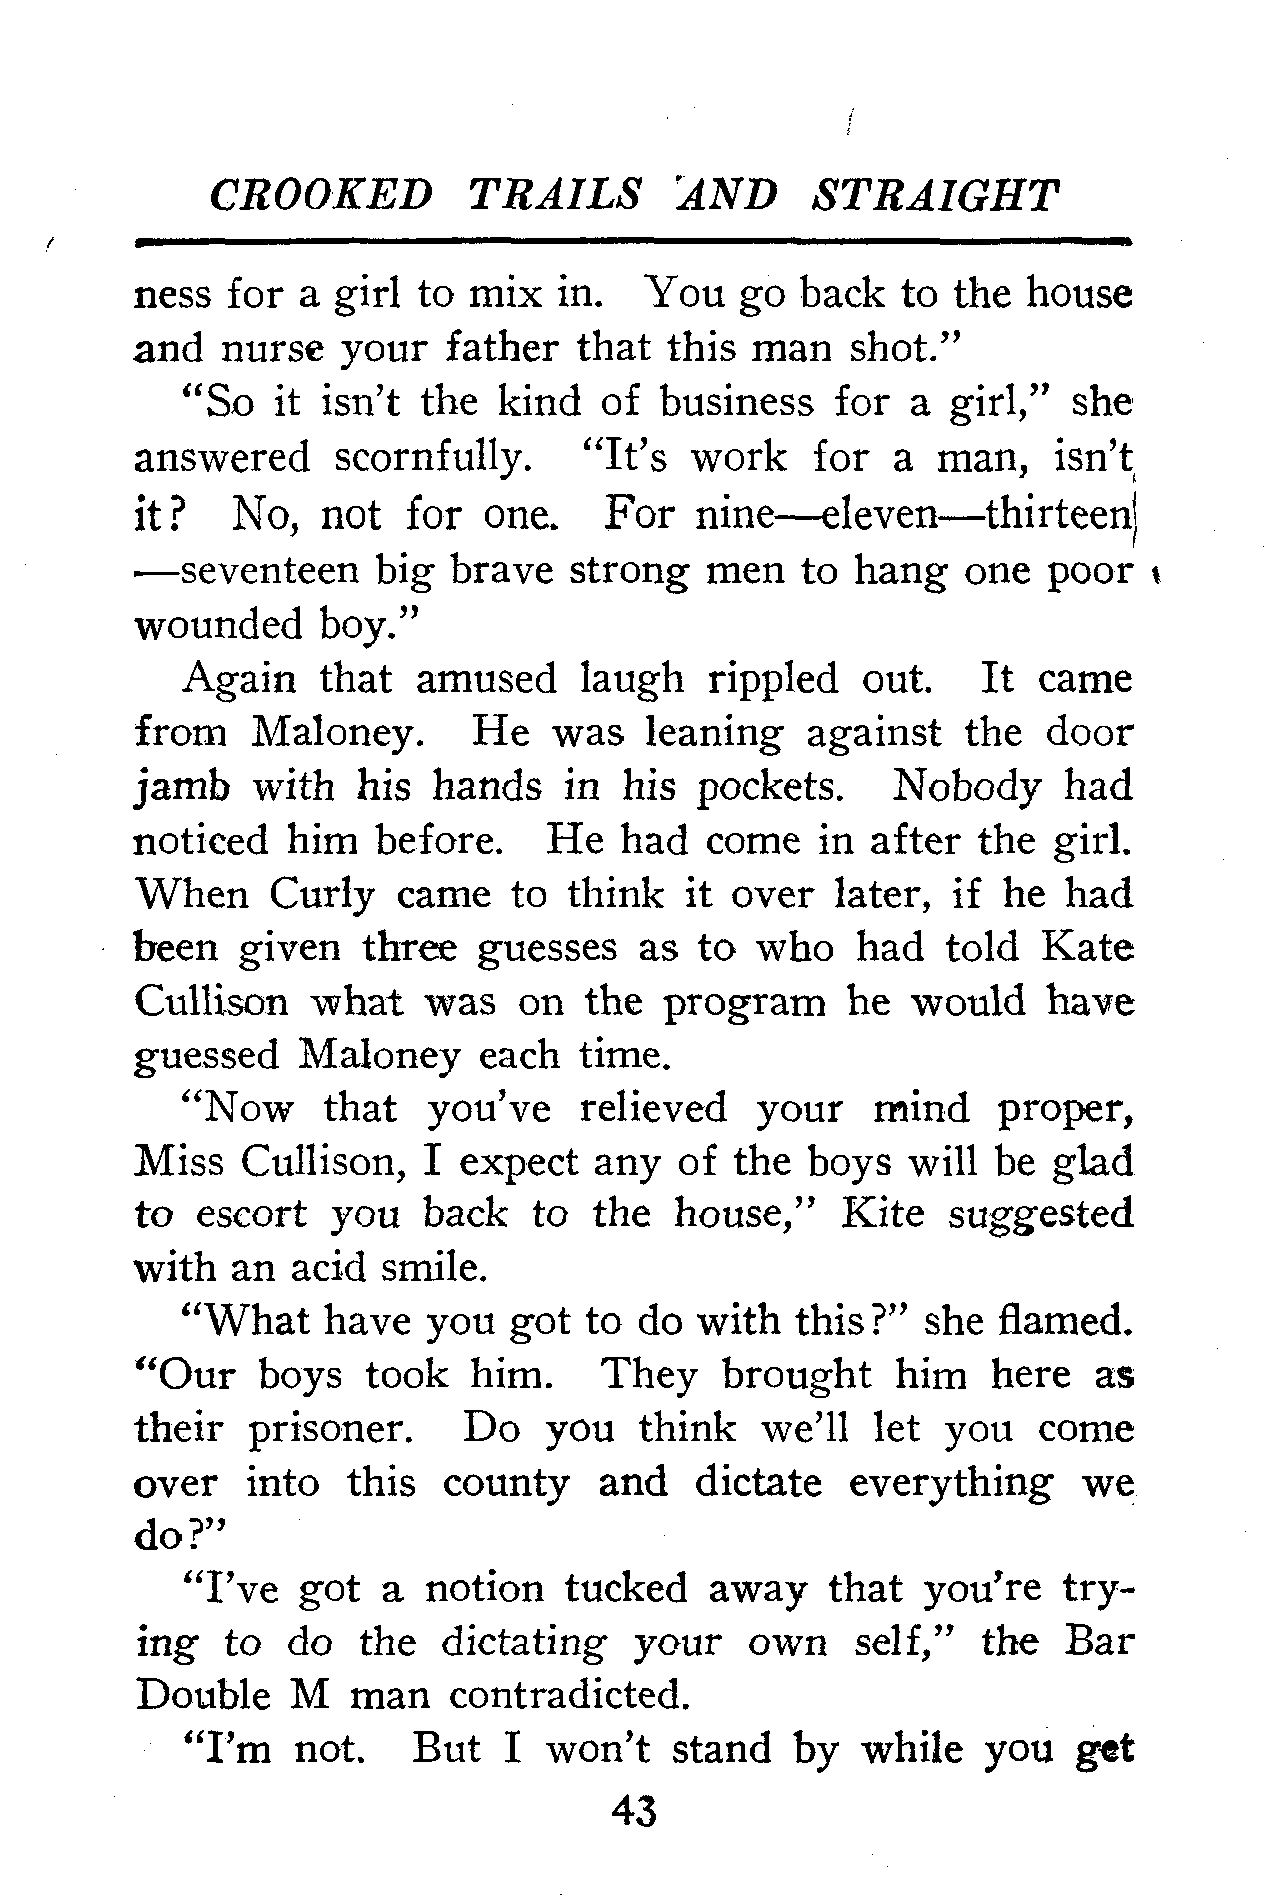 CROOKED TRAILS AND STRAIGHT
ness for a girl to mix in. You go back to the house
and nurse your father that this man shot.”
“So it isn’t the kind of business for a girl,” she
answered scornfully. “It’s work for a man, isn’t
it? No, not for one. For nine—eleven—thirteen
—seventeen big brave strong men to hang one poor
wounded boy.”
Again that amused laugh rippled out. It came
from Maloney. He was leaning against the door
jamb with his hands in his pockets. Nobody had
noticed him before. He had come in after the girl.
When Curly came to think it over later, if he had
been given three guesses as to who had told Kate
Cullison what was on the program he would have
guessed Maloney each time.
“Now that you’ve relieved your mind proper,
Miss Cullison, I expect any of the boys will be glad
to escort you back to the house,” Kite suggested
with an acid smile.
“What have you got to do with this?” she flamed.
“Our boys took him. They brought him here as
their prisoner. Do you think we’ll let you come
over into this county and dictate everything we
do?”
“I’ve got a notion tucked away that you’re try-
ing to do the dictating your own self,” the Bar
Double M man contradicted.
“I’m not. But I won’t stand by while you get
43